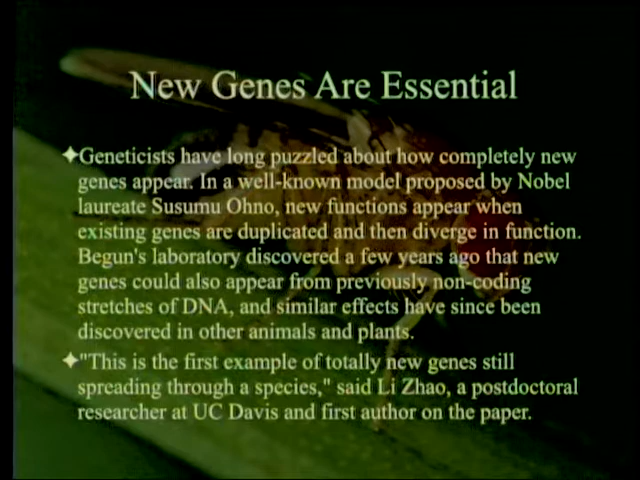 New Genes Are Essential
Geneticists have long puzzled about how completely new
genes appear. In a well-known model proposed by Nobel
laureate Susumu Ohno, new functions appear when
existing genes are duplicated and then diverge in function.
Begun's laboratory discovered a few years ago that new
genes could also appear from previously non-coding
stretches of DNA, and similar effects have since been
discovered in other animals and plants.
"This is the first example of totally new genes still
spreading through a species," said Li Zhao, a postdoctoral
researcher at UC Davis and first author on the paper.